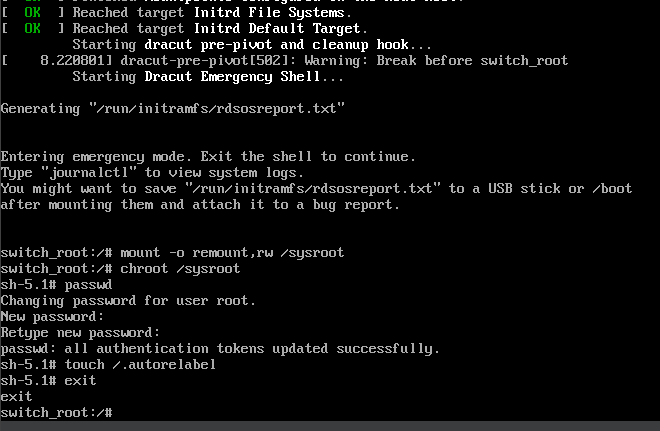 [  OK  ] Reached target Initrd File Systems.
[  OK  ] Reached target Initrd Default Target.
Starting dracut pre-pivot and cleanup hook...
[    8.220801] dracut-pre-pivot[502]: Warning: Break before switch_root
Starting Dracut Emergency Shell...
Generating "/run/initramfs/rdsosreport.txt"
Entering emergency mode. Exit the shell to continue.
Type "journalctl" to view system logs.
You might want to save "/run/initramfs/rdsosreport.txt" to a USB stick or /boot
after mounting them and attach it to a bug report.
switch_root:/# mount -o remount,rw /sysroot
switch_root:/# chroot /sysroot
sh-5.1# passwd
Changing password for user root.
New password:
Retype new password:
passwd: all authentication tokens updated successfully.
sh-5.1# touch /.autorelabel
sh-5.1# exit
exit
switch_root:/#